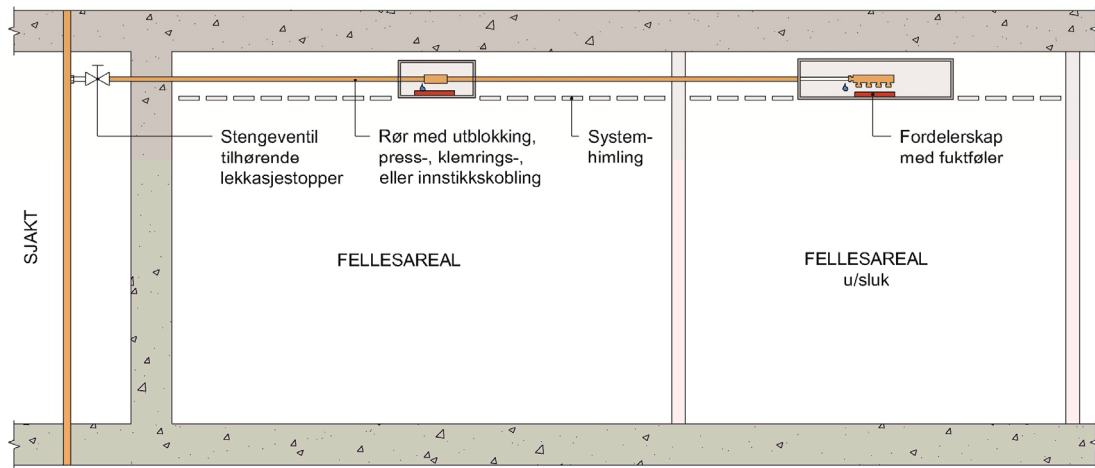 Stengeventil
tilhørende
lekkasjestopper
Rør med utblokking,
press-, klemrings-,
eller innstikkskobling
System-
himling
Fordelerskap
med fuktføler
SJAKT
FELLESAREAL
FELLESAREAL
u/sluk